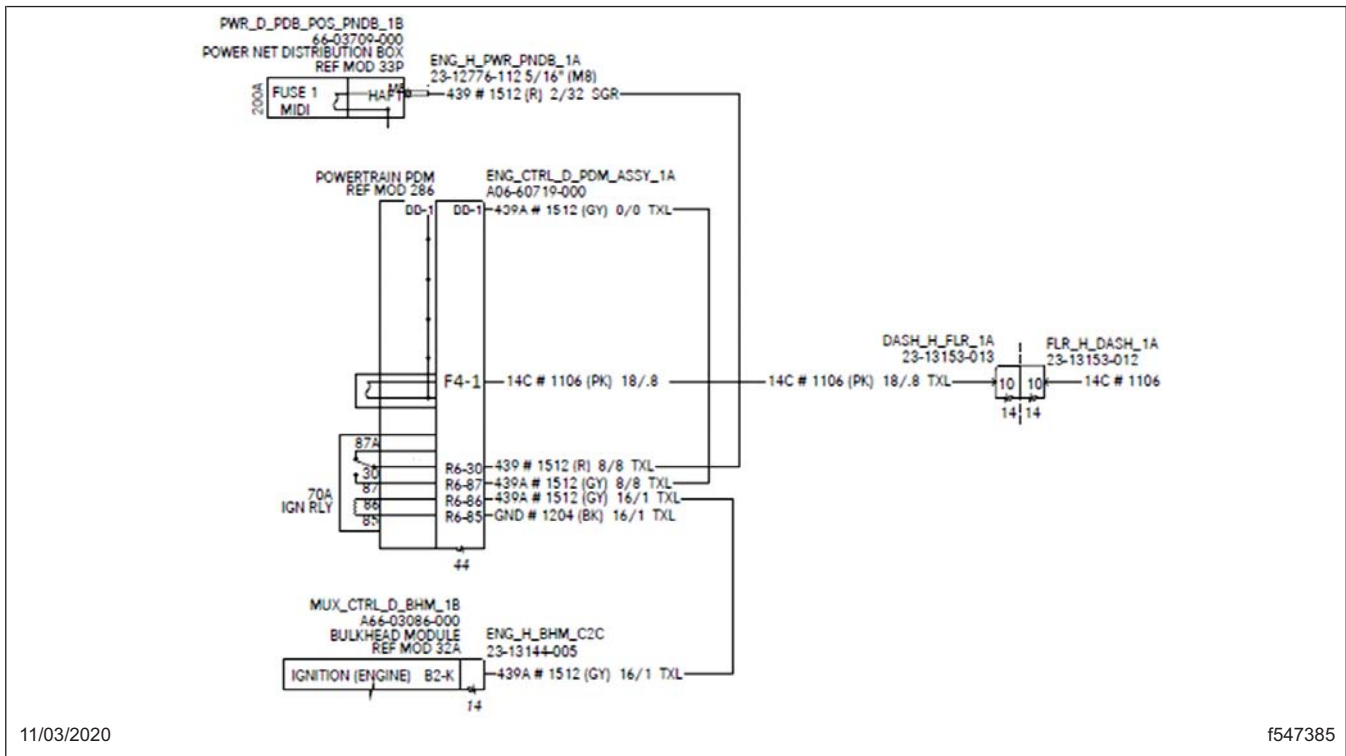 PWR_D_PDB_POS_PNDB_1B
66-03709-000
POWER NET DISTRIBUTION BOX
REF MOD 33P
ENG_H_PWR_PNDB_1A
23-12776-112 5/16" (M8)
200A
FUSE 1
MIDI
M8
HAFT
439 # 1512 (R) 2/32 SGR
POWERTRAIN PDM
REF MOD 286
ENG_CTRL_D_PDM_ASSY_1A
A06-60719-000
DD-1
DD-1
439A # 1512 (GY) 0/0 TXL
F4-1
14C # 1106 (PK) 18/.8
14C # 1106 (PK) 18/.8 TXL
DASH_H_FLR_1A
23-13153-013
FLR_H_DASH_1A
23-13153-012
10
10
14C # 1106
14
14
70A
IGN RLY
87A
30
87
86
85
R6-30
439 # 1512 (R) 8/8 TXL
R6-87
439A # 1512 (GY) 8/8 TXL
R6-86
439A # 1512 (GY) 16/1 TXL
R6-85
GND # 1204 (BK) 16/1 TXL
44
MUX_CTRL_D_BHM_1B
A66-03086-000
BULKHEAD MODULE
REF MOD 32A
ENG_H_BHM_C2C
23-13144-005
IGNITION (ENGINE) B2-K
439A # 1512 (GY) 16/1 TXL
14
11/03/2020
f547385